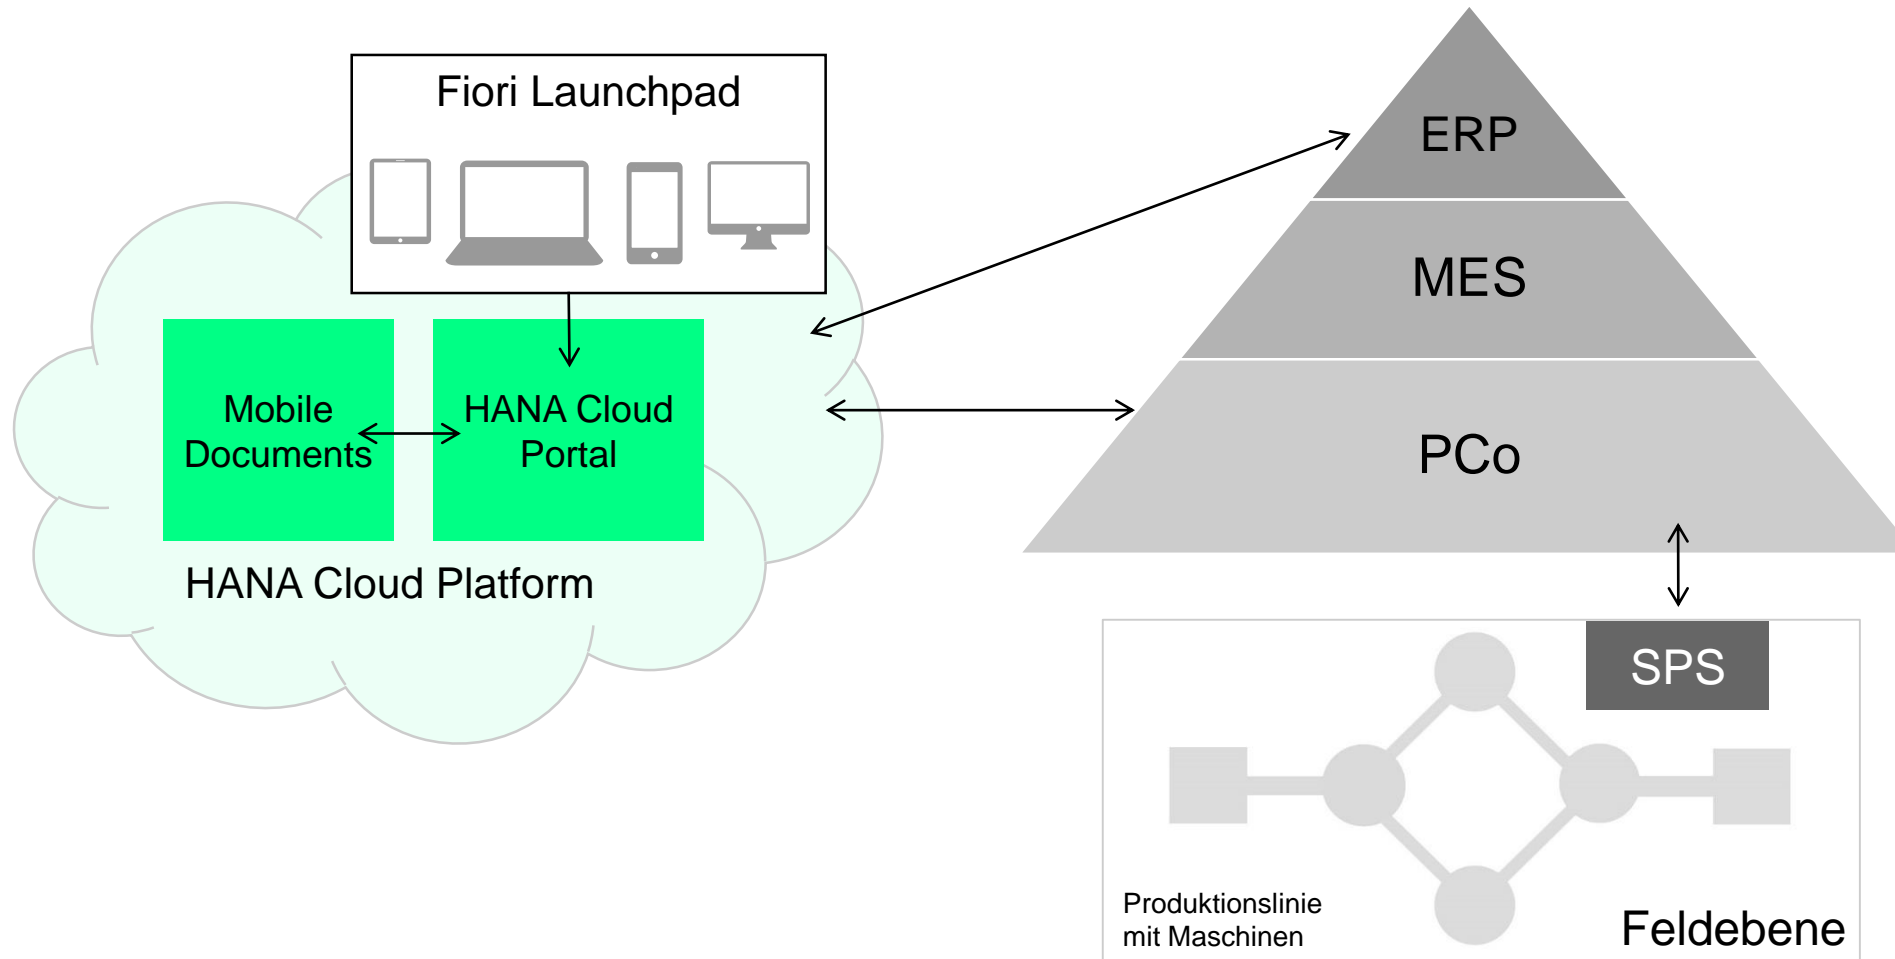 Fiori Launchpad
Mobile
Documents
HANA Cloud
Portal
HANA Cloud Platform
ERP
MES
PCo
SPS
Produktionslinie
mit Maschinen
Feldebene